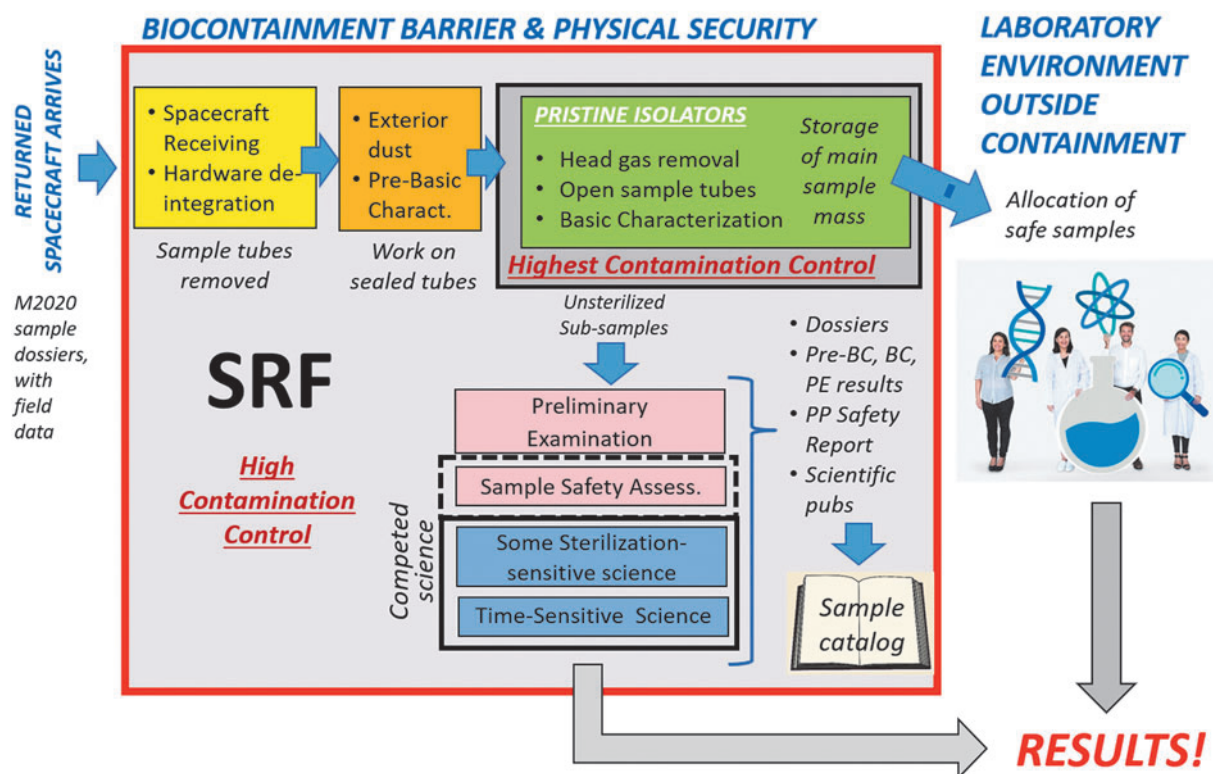 BIOCONTAINMENT BARRIER & PHYSICAL SECURITY
LABORATORY
ENVIRONMENT
OUTSIDE
CONTAINMENT
RETURNED
SPACECRAFT ARRIVES
M2020
sample
dossiers,
with
field
data
• Spacecraft
Receiving
• Hardware de-
integration
Sample tubes
removed
• Exterior
dust
• Pre-Basic
Charact.
Work on
sealed tubes
PRISTINE ISOLATORS
• Head gas removal
• Open sample tubes
• Basic Characterization
Storage
of main
sample
mass
Highest Contamination Control
Allocation of
safe samples
SRF
High
Contamination
Control
Unsterilized
Sub-samples
Preliminary
Examination
Sample Safety Assess.
Competed
science
Some Sterilization-
sensitive science
Time-Sensitive Science
• Dossiers
• Pre-BC, BC,
PE results
• PP Safety
Report
• Scientific
pubs
Sample
catalog
RESULTS!